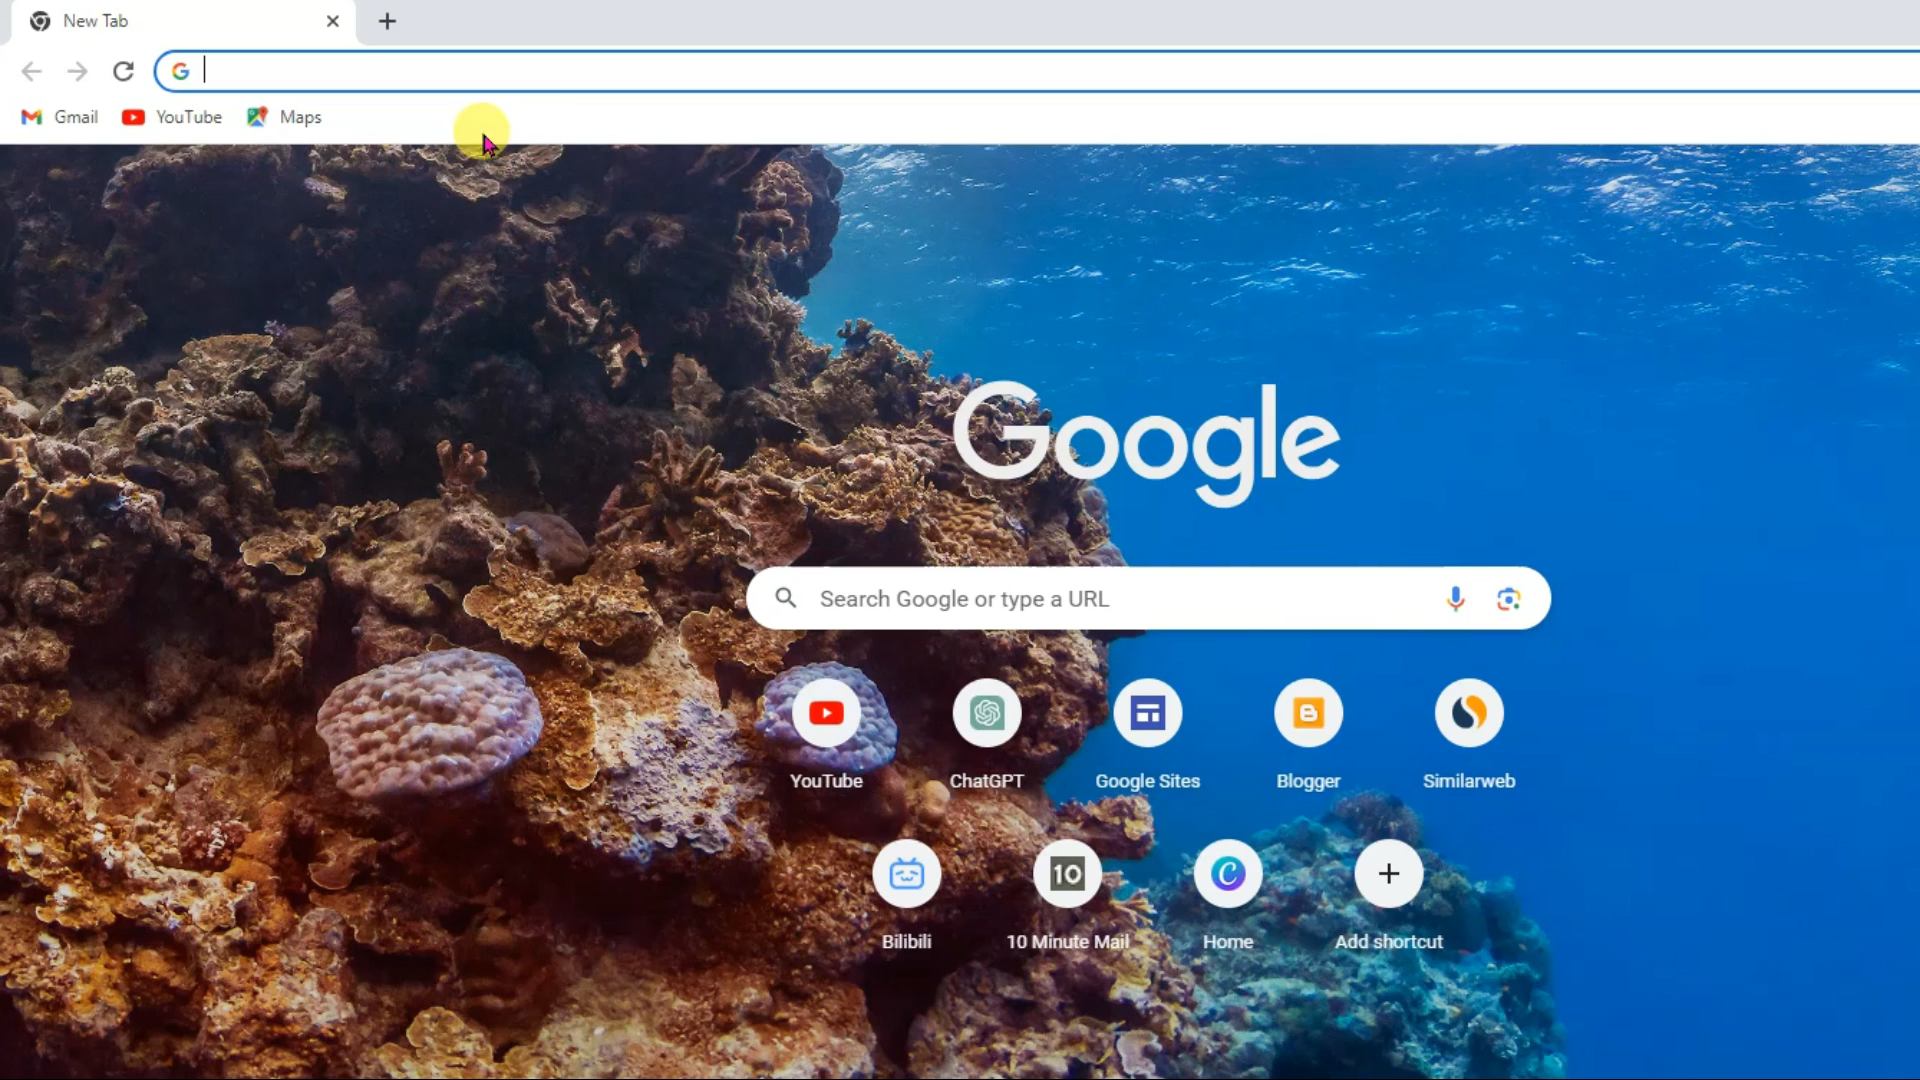 New Tab
Gmail YouTube Maps
Google
Search Google or type a URL
YouTube ChatGPT Google Sites Blogger Similarweb
10
Bilibili 10 Minute Mail Home Add shortcut